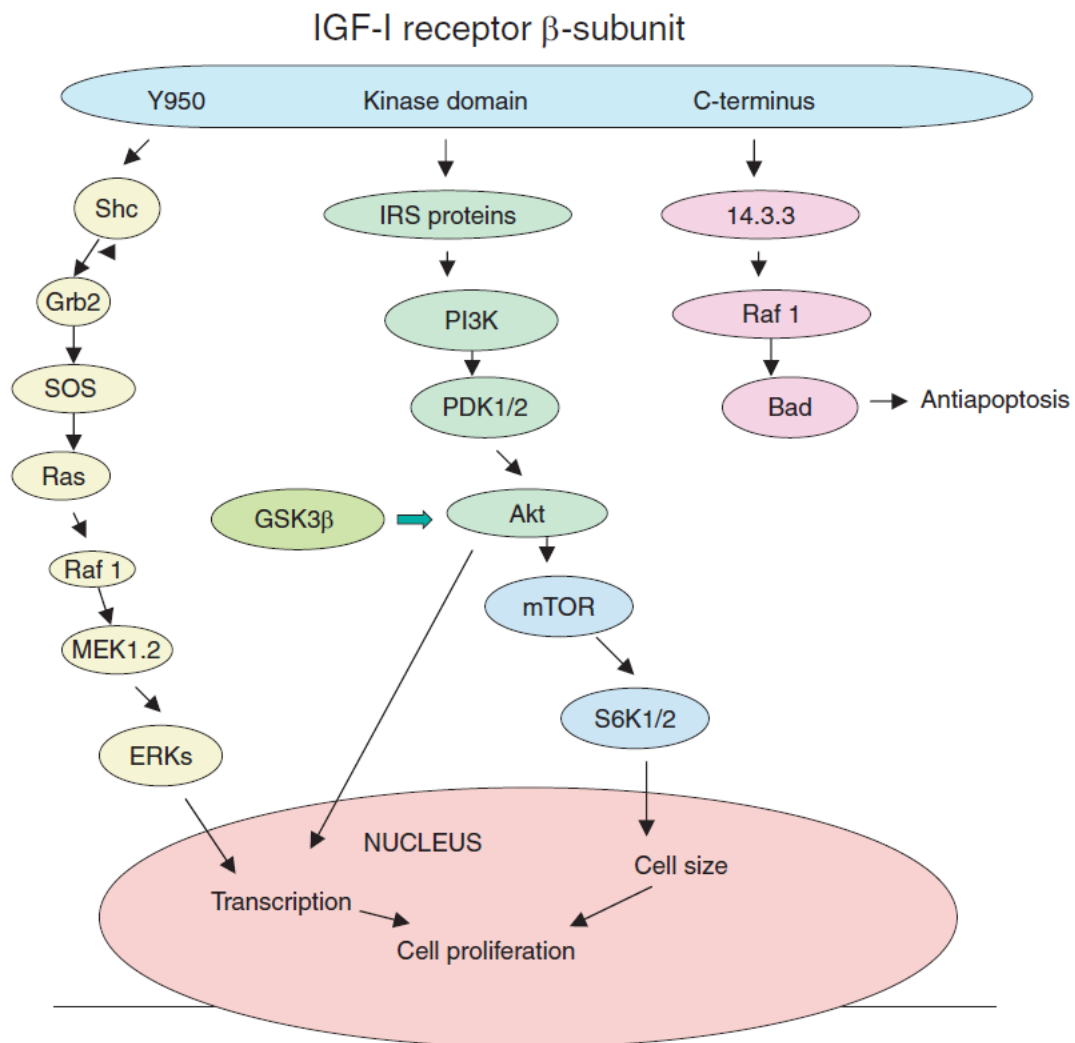 IGF-I receptor β-subunit
Y950
Kinase domain
C-terminus
Shc
IRS proteins
14.3.3
Grb2
PI3K
Raf 1
SOS
PDK1/2
Bad
Antiapoptosis
Ras
GSK3β
Akt
Raf 1
mTOR
MEK1.2
S6K1/2
ERKs
NUCLEUS
Cell size
Transcription
Cell proliferation